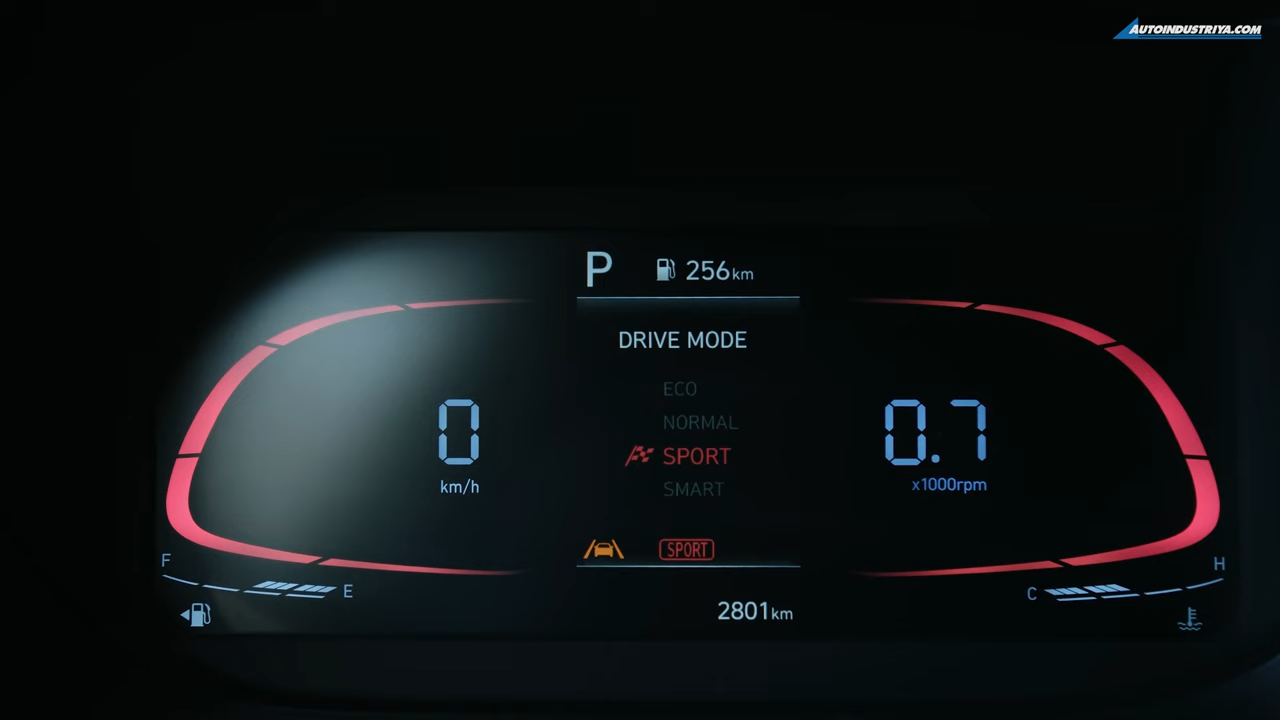 AUTOINDUSTRIYA.COM
P 256 km
DRIVE MODE
ECO
NORMAL
SPORT
SMART
0
km/h
0.7
x1000rpm
SPORT
F
E
C
H
2801 km